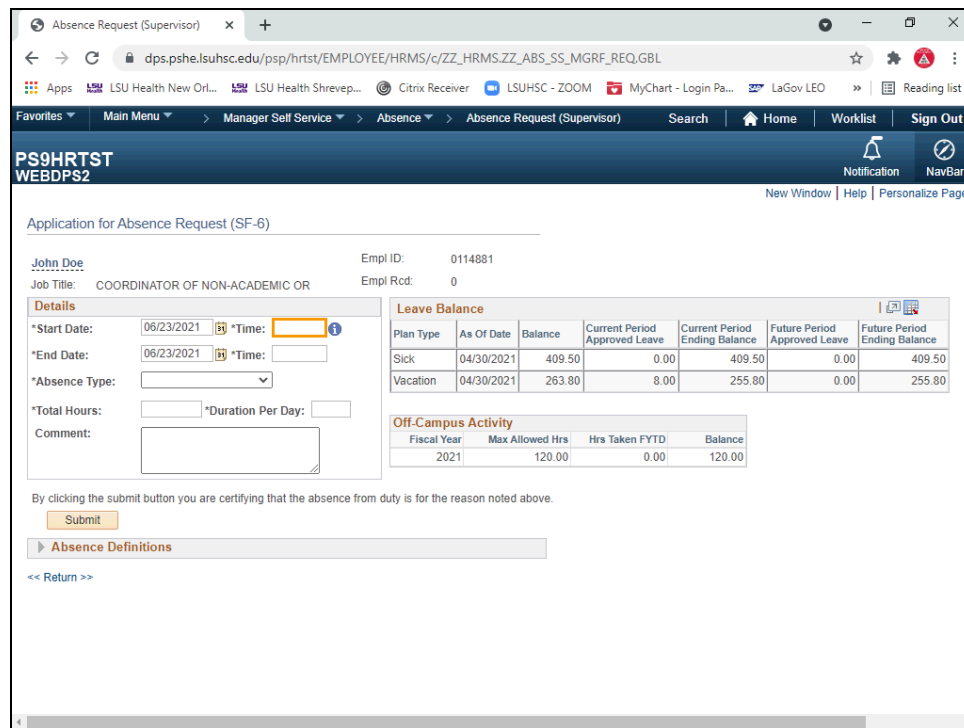 Absence Request (Supervisor)
dps.pshe.lsuhsc.edu/psp/hrtst/EMPLOYEE/HRMS/c/ZZ_HRMS.ZZ_ABS_SS_MGRF_REQ.GBL
Apps LSU Health New Orl... LSU Health Shrevep... Citrix Receiver LSUHSC - ZOOM MyChart - Login Pa... LaGov LEO » Reading list
Favorites Main Menu > Manager Self Service > Absence > Absence Request (Supervisor) Search Home Worklist Sign Out
PS9HRTST
WEBDPS2
Notification NavBar
New Window | Help | Personalize Page
Application for Absence Request (SF-6)
John Doe Empl ID: 0114881
Job Title: COORDINATOR OF NON-ACADEMIC OR Empl Rcd: 0
Details
*Start Date: 06/23/2021 *Time:
*End Date: 06/23/2021 *Time:
*Absence Type:
*Total Hours: *Duration Per Day:
Comment:
Leave Balance
Plan Type As Of Date Balance Current Period Approved Leave Current Period Ending Balance Future Period Approved Leave Future Period Ending Balance
Sick 04/30/2021 409.50 0.00 409.50 0.00 409.50
Vacation 04/30/2021 263.80 8.00 255.80 0.00 255.80
Off-Campus Activity
Fiscal Year Max Allowed Hrs Hrs Taken FYTD Balance
2021 120.00 0.00 120.00
By clicking the submit button you are certifying that the absence from duty is for the reason noted above.
Submit
Absence Definitions
<< Return >>